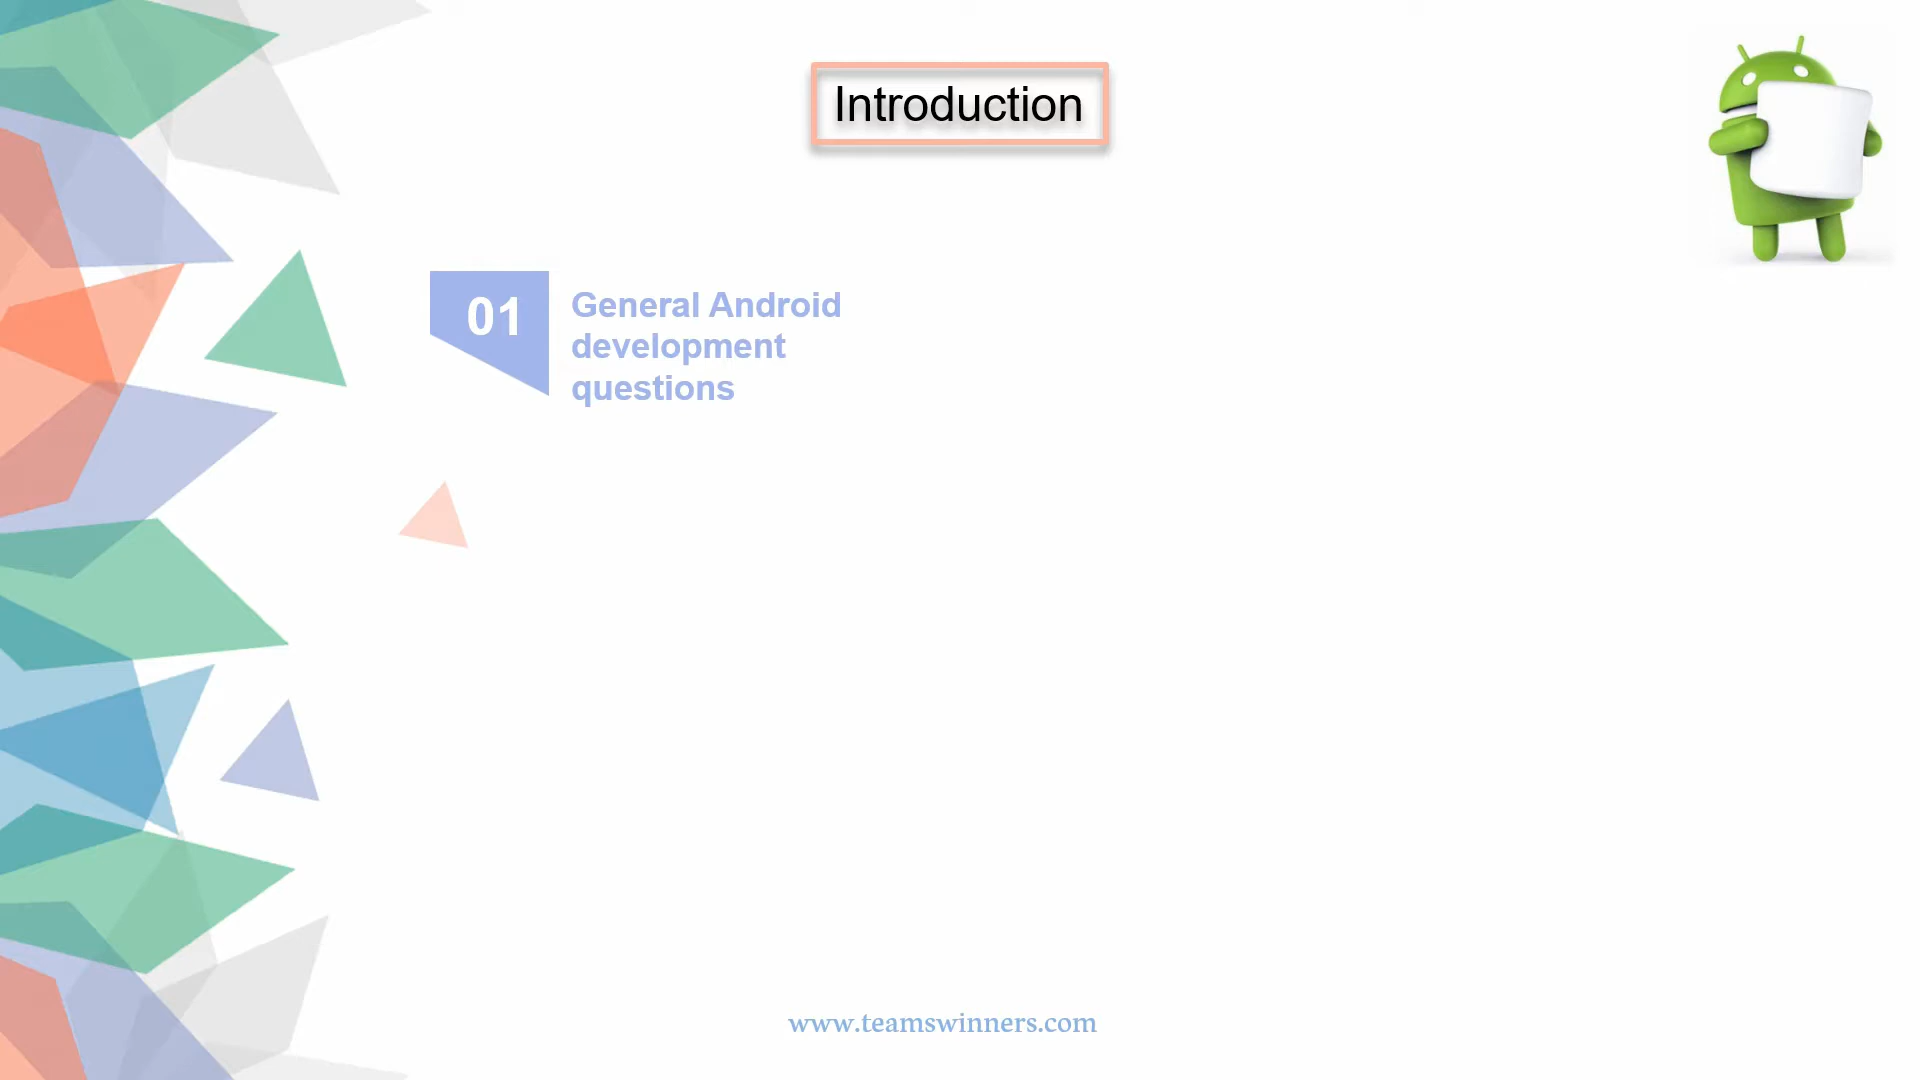 Introduction
01
General Android
development
questions
www.teamswinners.com